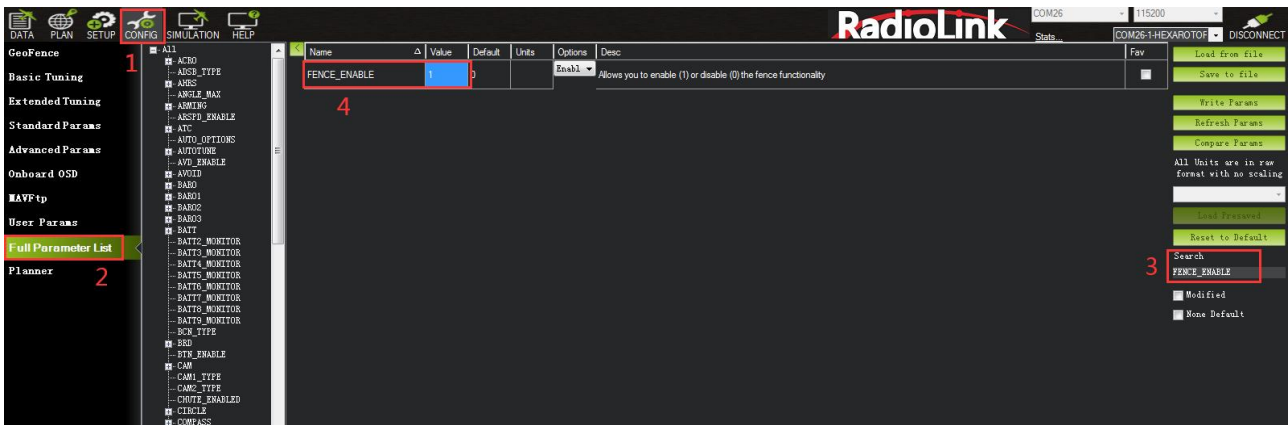 DATA PLAN SETUP CONFIG SIMULATION HELP
RadioLink
COM26 115200
Stats...
COM26-1-HEXAROTOF DISCONNECT
1
GeoFence
Basic Tuning
Extended Tuning
Standard Params
Advanced Params
Onboard OSD
MAVFtp
User Params
Full Parameter List
2
Planner
All
ACRO
ADSB_TYPE
AHRS
ANGLE_MAX
ARMING
ARSPD_ENABLE
ATC
AUTO_OPTIONS
AUTOTUNE
AVD_ENABLE
AVOID
BARO
BARO1
BARO2
BARO3
BATT
BATT2_MONITOR
BATT3_MONITOR
BATT4_MONITOR
BATT5_MONITOR
BATT6_MONITOR
BATT7_MONITOR
BATT8_MONITOR
BATT9_MONITOR
BCN_TYPE
BRD
BTN_ENABLE
CAM
CAM1_TYPE
CAM2_TYPE
CHUTE_ENABLED
CIRCLE
COMPASS
Name Value Default Units Options Desc Fav
FENCE_ENABLE 1 0 Enabl Allows you to enable (1) or disable (0) the fence functionality
4
Load from file
Save to file
Write Params
Refresh Params
Compare Params
All Units are in raw
format with no scaling
Load Presaved
Reset to Default
3
Search
FENCE_ENABLE
Modified
None Default